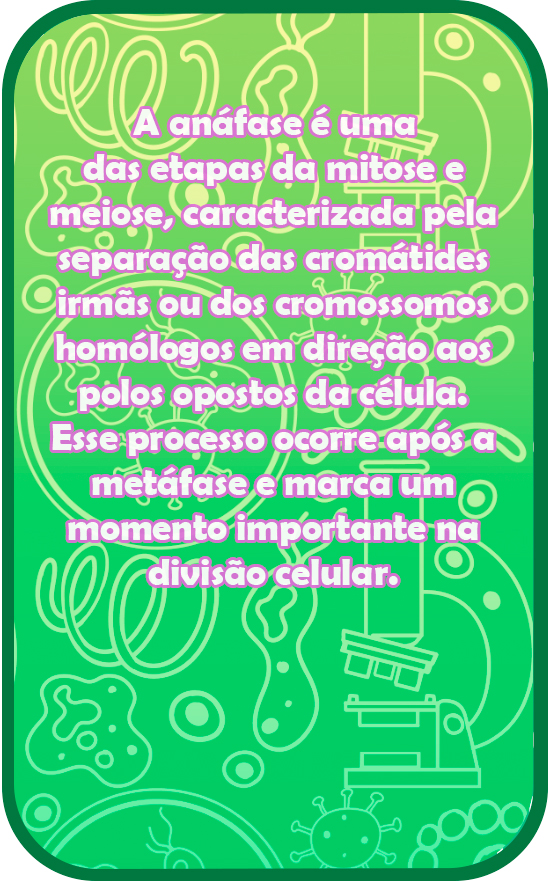 A anáfase é uma
das etapas da mitose e
meiose, caracterizada pela
separação das cromátides
irmãs ou dos cromossomos
homólogos em direção aos
polos opostos da célula.
Esse processo ocorre após a
metáfase e marca um
momento importante na
divisão celular.